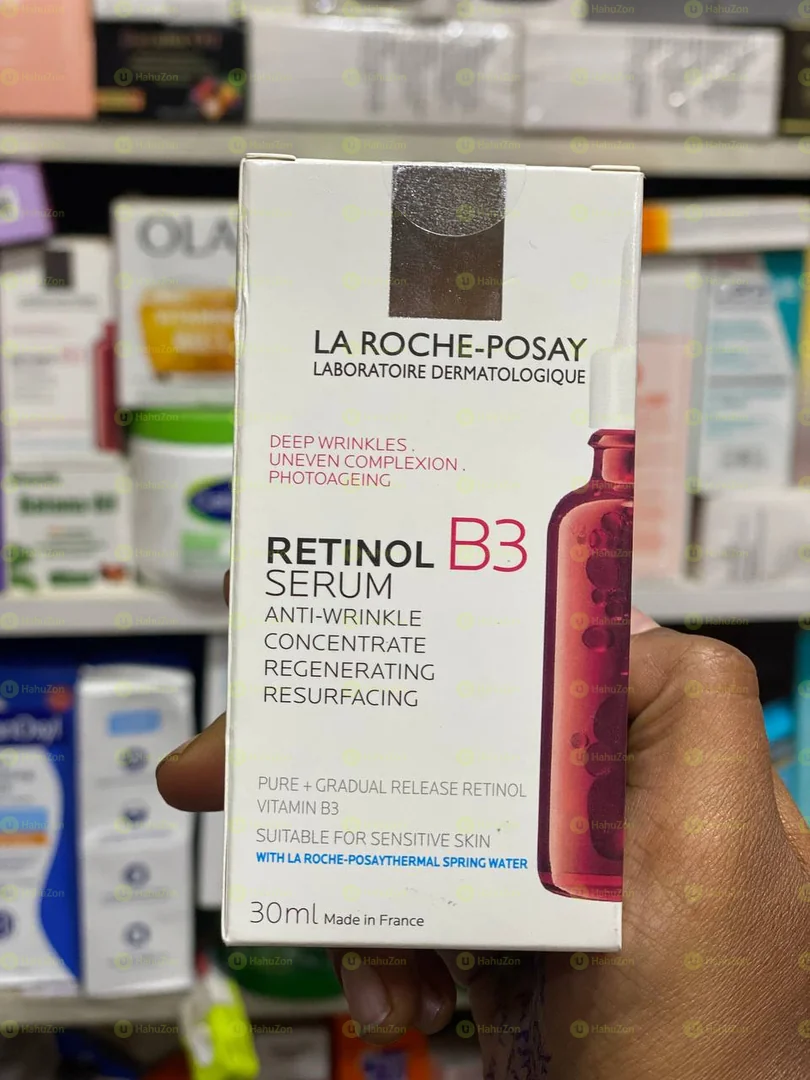 LA ROCHE-POSAY
LABORATOIRE DERMATOLOGIQUE
DEEP WRINKLES .
UNEVEN COMPLEXION .
PHOTOAGEING
RETINOL B3
SERUM
ANTI-WRINKLE
CONCENTRATE
REGENERATING
RESURFACING
PURE + GRADUAL RELEASE RETINOL
VITAMIN B3
SUITABLE FOR SENSITIVE SKIN
WITH LA ROCHE-POSAYTHERMAL SPRING WATER
30ml Made in France
OLA
HahuZon